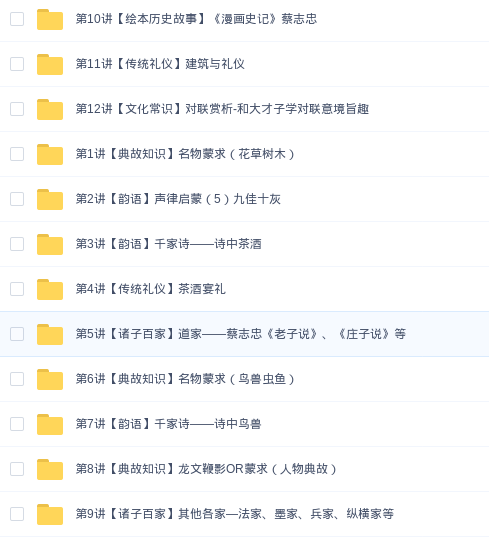 第10讲【绘本历史故事】《漫画史记》蔡志忠
第11讲【传统礼仪】建筑与礼仪
第12讲【文化常识】对联赏析-和大才子学对联意境旨趣
第1讲【典故知识】名物蒙求（花草树木）
第2讲【韵语】声律启蒙（5）九佳十灰
第3讲【韵语】千家诗——诗中茶酒
第4讲【传统礼仪】茶酒宴礼
第5讲【诸子百家】道家——蔡志忠《老子说》、《庄子说》等
第6讲【典故知识】名物蒙求（鸟兽虫鱼）
第7讲【韵语】千家诗——诗中鸟兽
第8讲【典故知识】龙文鞭影OR蒙求（人物典故）
第9讲【诸子百家】其他各家—法家、墨家、兵家、纵横家等